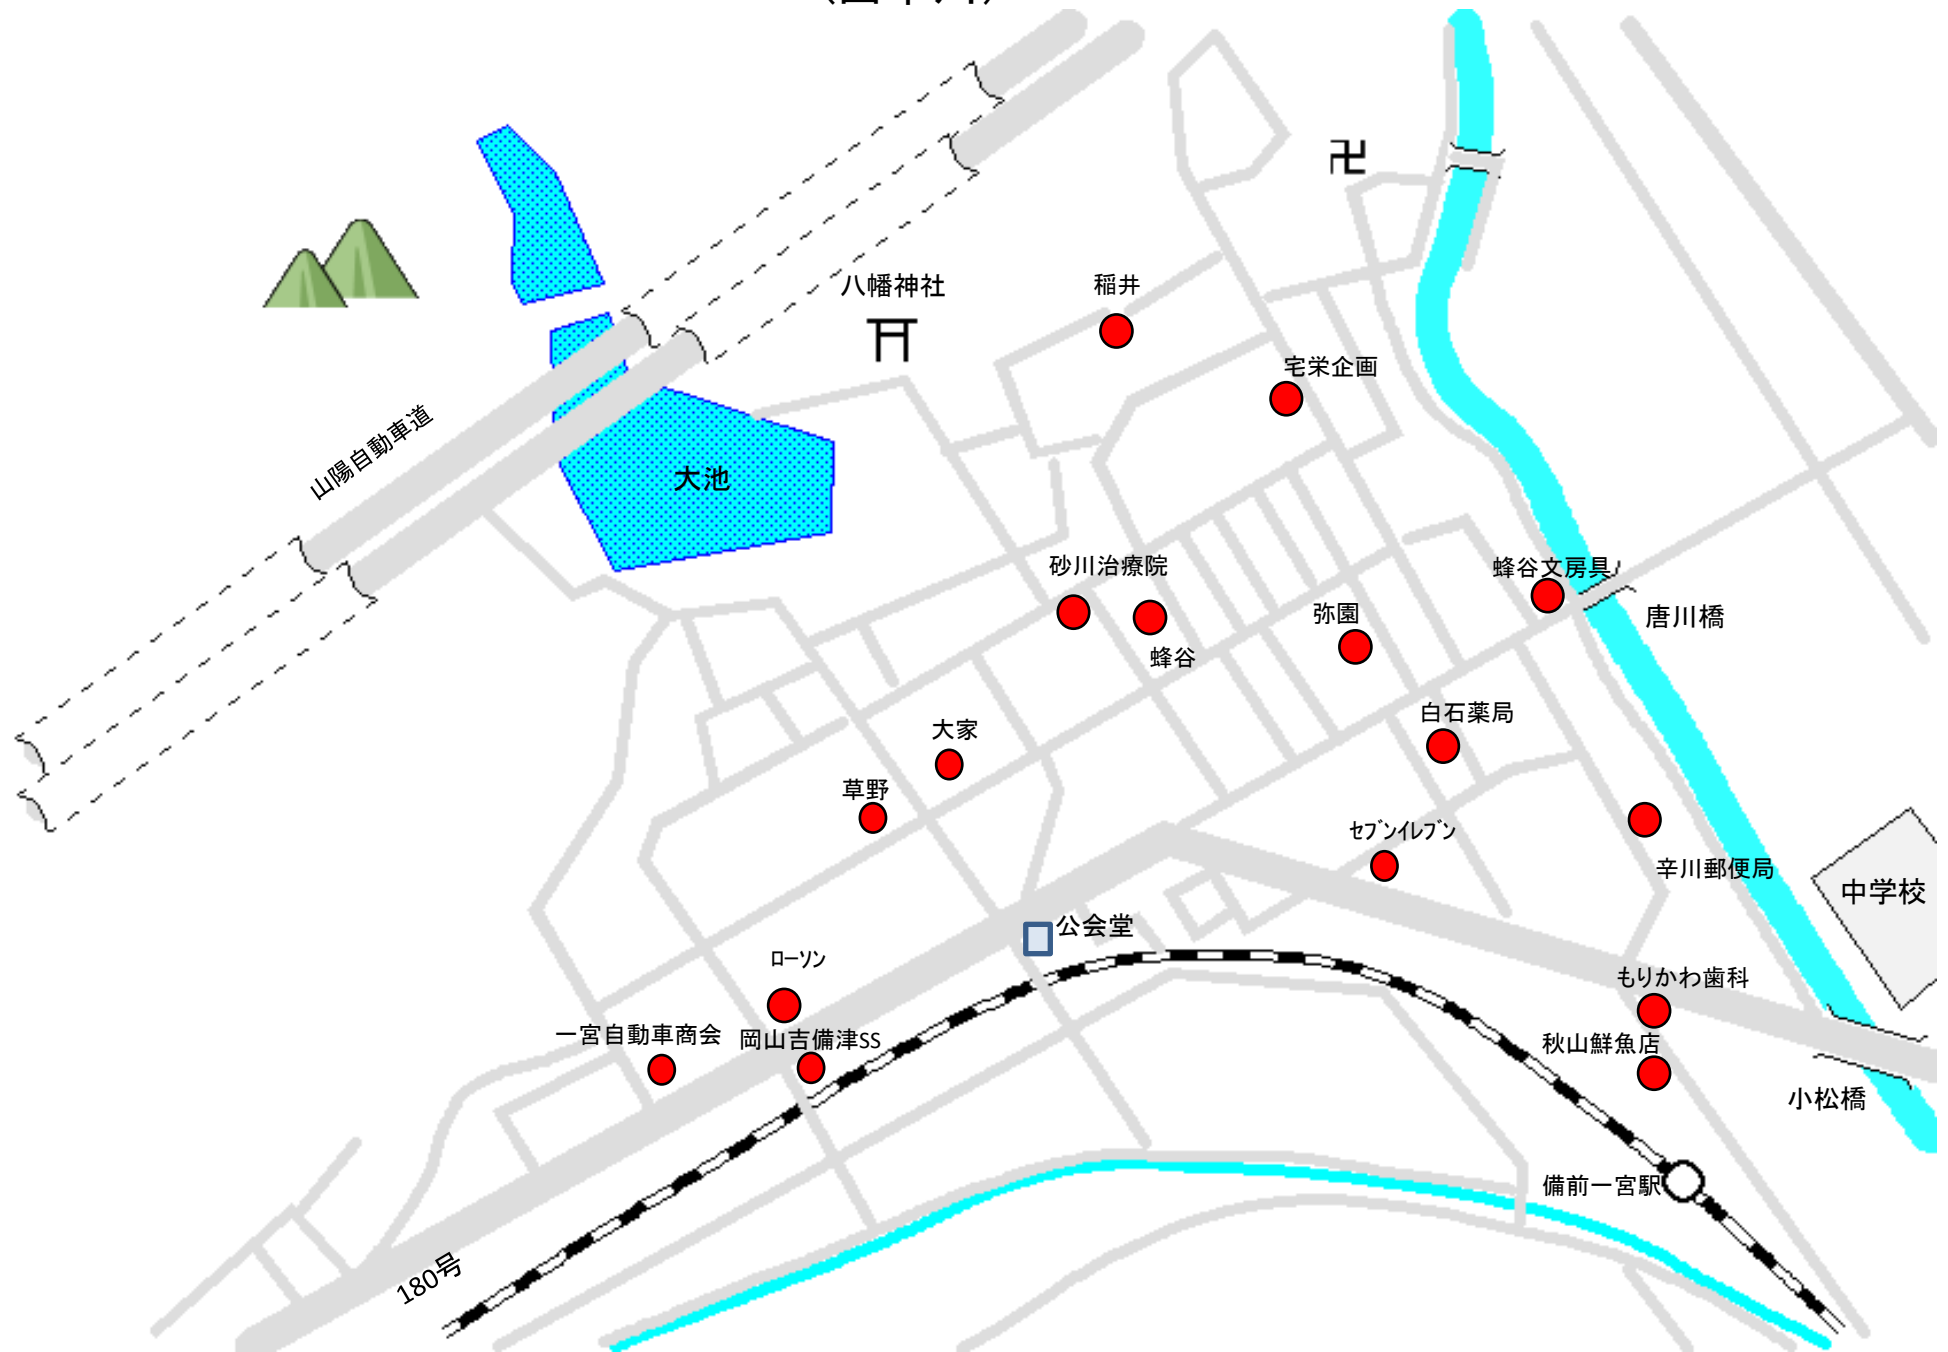 八幡神社
稲井
宅栄企画
山陽自動車道
大池
砂川治療院
蜂谷文房具
弥園
唐川橋
蜂谷
白石薬局
大家
草野
セブンイレブン
辛川郵便局
中学校
公会堂
ローソン
もりかわ歯科
一宮自動車商会
岡山吉備津SS
秋山鮮魚店
小松橋
備前一宮駅
180号